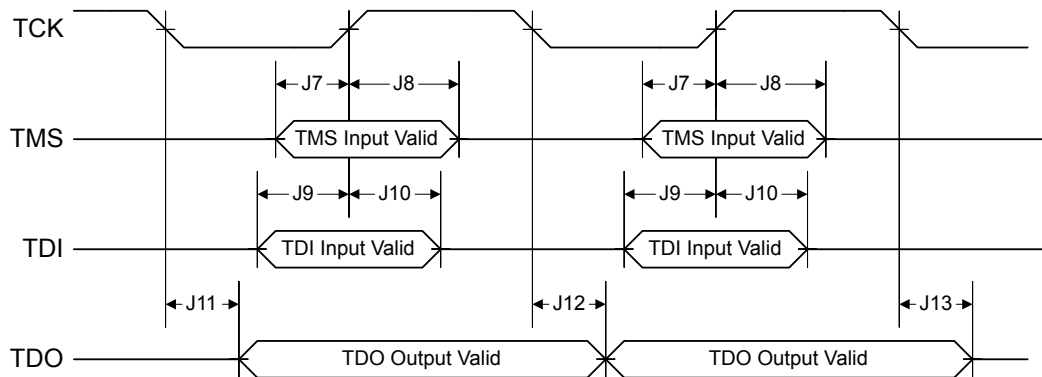 TCK
J7 J8 J7 J8
TMS TMS Input Valid TMS Input Valid
J9 J10 J9 J10
TDI TDI Input Valid TDI Input Valid
J11 J12 J13
TDO TDO Output Valid TDO Output Valid